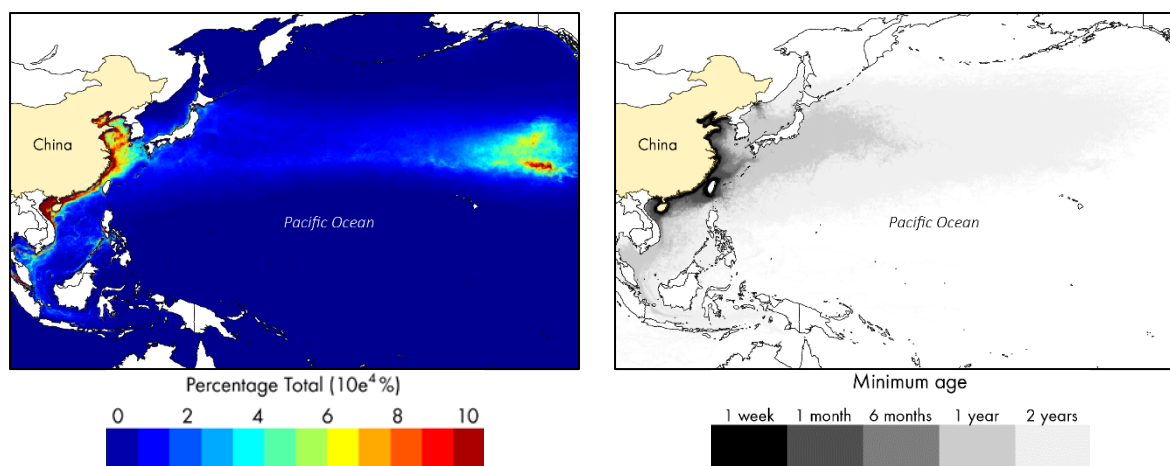 China
Pacific Ocean
Percentage Total (10e⁴ %)
0 2 4 6 8 10
China
Pacific Ocean
Minimum age
1 week 1 month 6 months 1 year 2 years